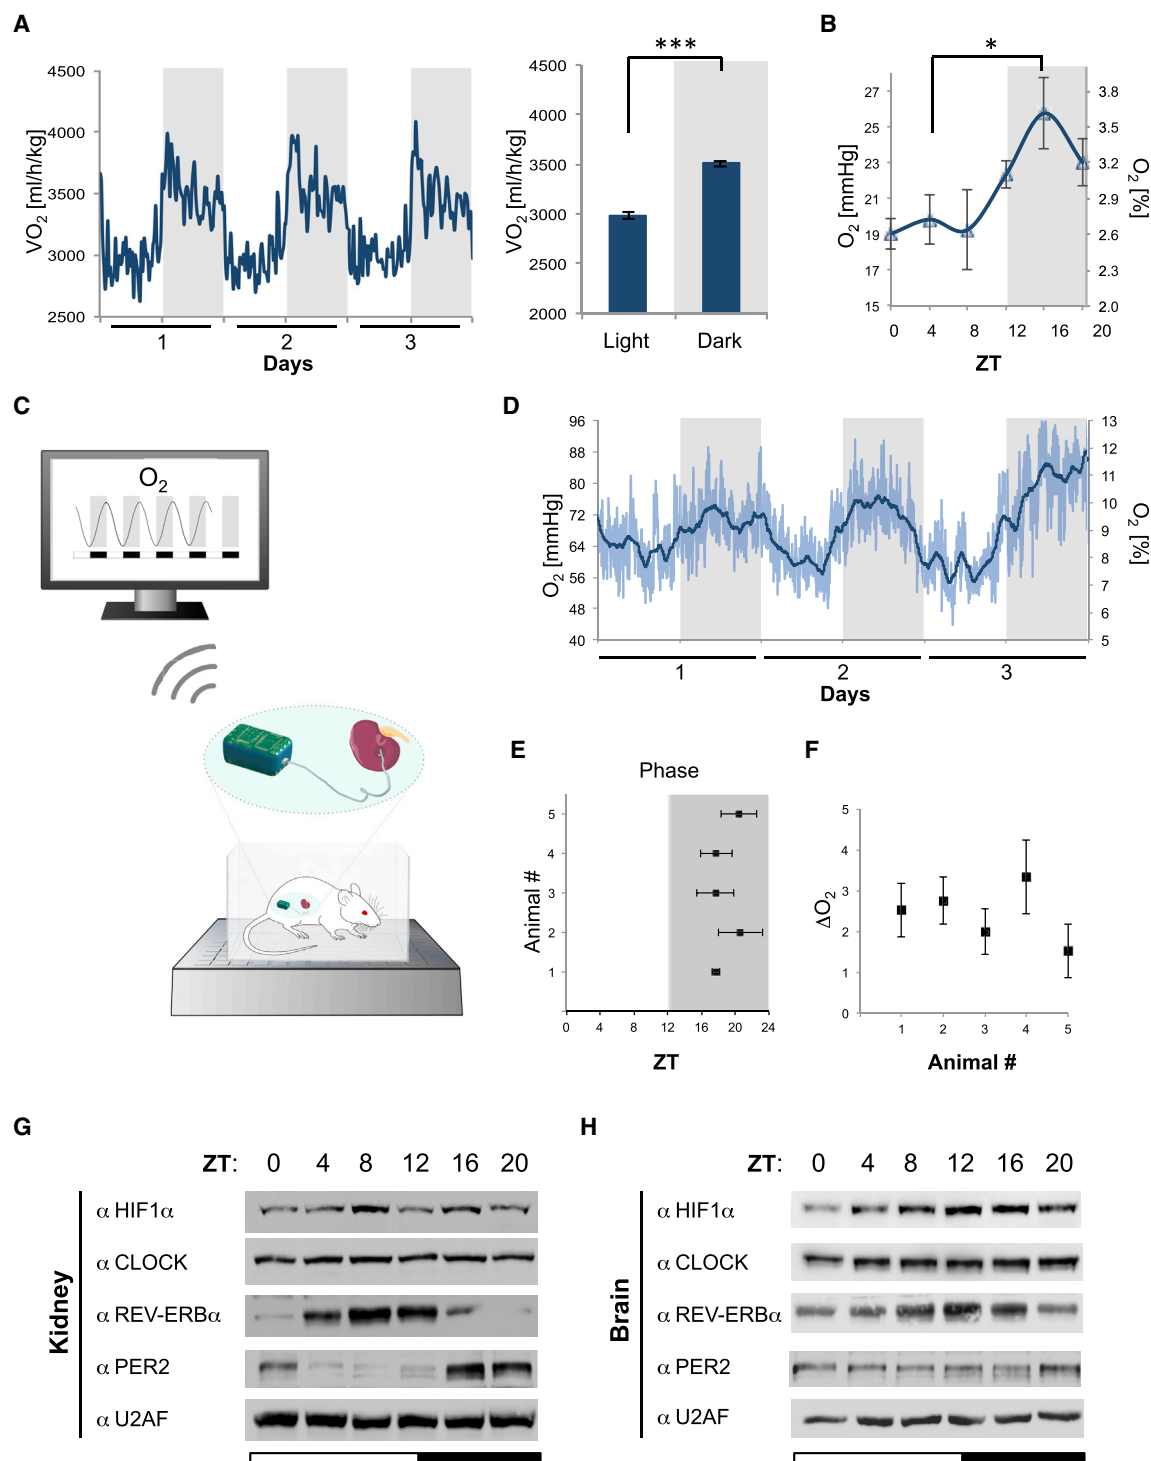 A
VO2 [ml/h/kg]
4500
4000
3500
3000
2500
1 2 3
Days
VO2 [ml/h/kg]
4500
4000
3500
3000
2500
2000
***
Light Dark
B
*
O2 [mmHg]
27
25
23
21
19
17
15
3.8
3.5
3.2
2.9
2.6
2.3
2.0
O2 [%]
0 4 8 12 16 20
ZT
C
O2
D
O2 [mmHg]
96
88
80
72
64
56
48
40
13
12
11
10
9
8
7
6
5
O2 [%]
1 2 3
Days
E
Phase
Animal #
5
4
3
2
1
0 4 8 12 16 20 24
ZT
F
ΔO2
5
4
3
2
1
0
1 2 3 4 5
Animal #
G
ZT: 0 4 8 12 16 20
Kidney
α HIF1α
α CLOCK
α REV-ERBα
α PER2
α U2AF
H
ZT: 0 4 8 12 16 20
Brain
α HIF1α
α CLOCK
α REV-ERBα
α PER2
α U2AF